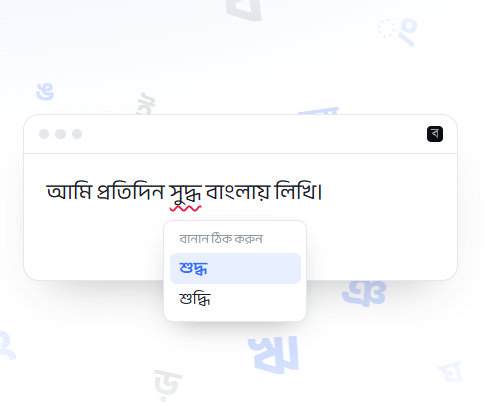 ঙ
ই
ব
আমি প্রতিদিন সুদ্ধ বাংলায় লিখি।
বানান ঠিক করুন
শুদ্ধ
শুদ্ধি
ঞ
ঋ
ড়
ঘ